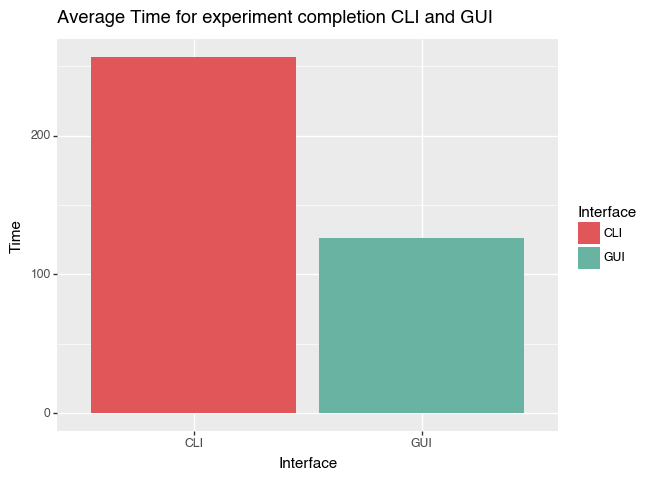 Average Time for experiment completion CLI and GUI
200
100
0
Time
CLI
GUI
Interface
Interface
CLI
GUI